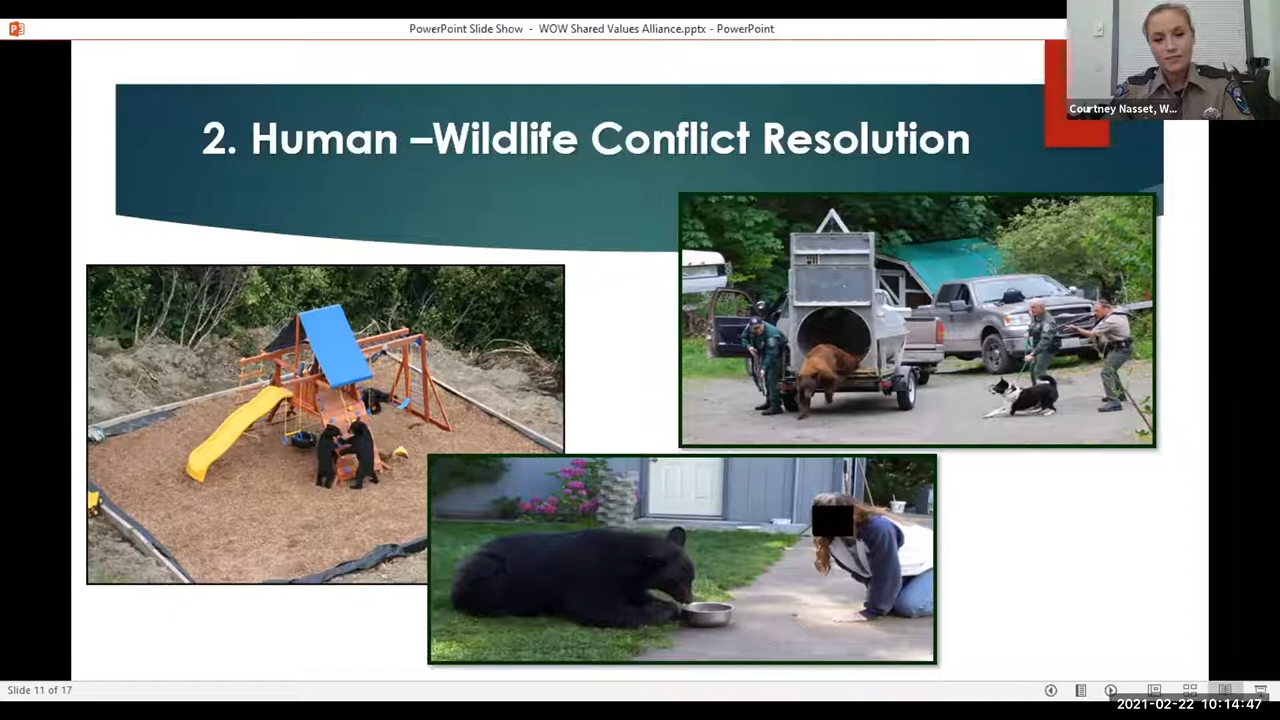 PowerPoint Slide Show - WOW Shared Values Alliance.pptx - PowerPoint
Courtney Nasset, W...
2. Human –Wildlife Conflict Resolution
Slide 11 of 17
2021-02-22 10:14:47